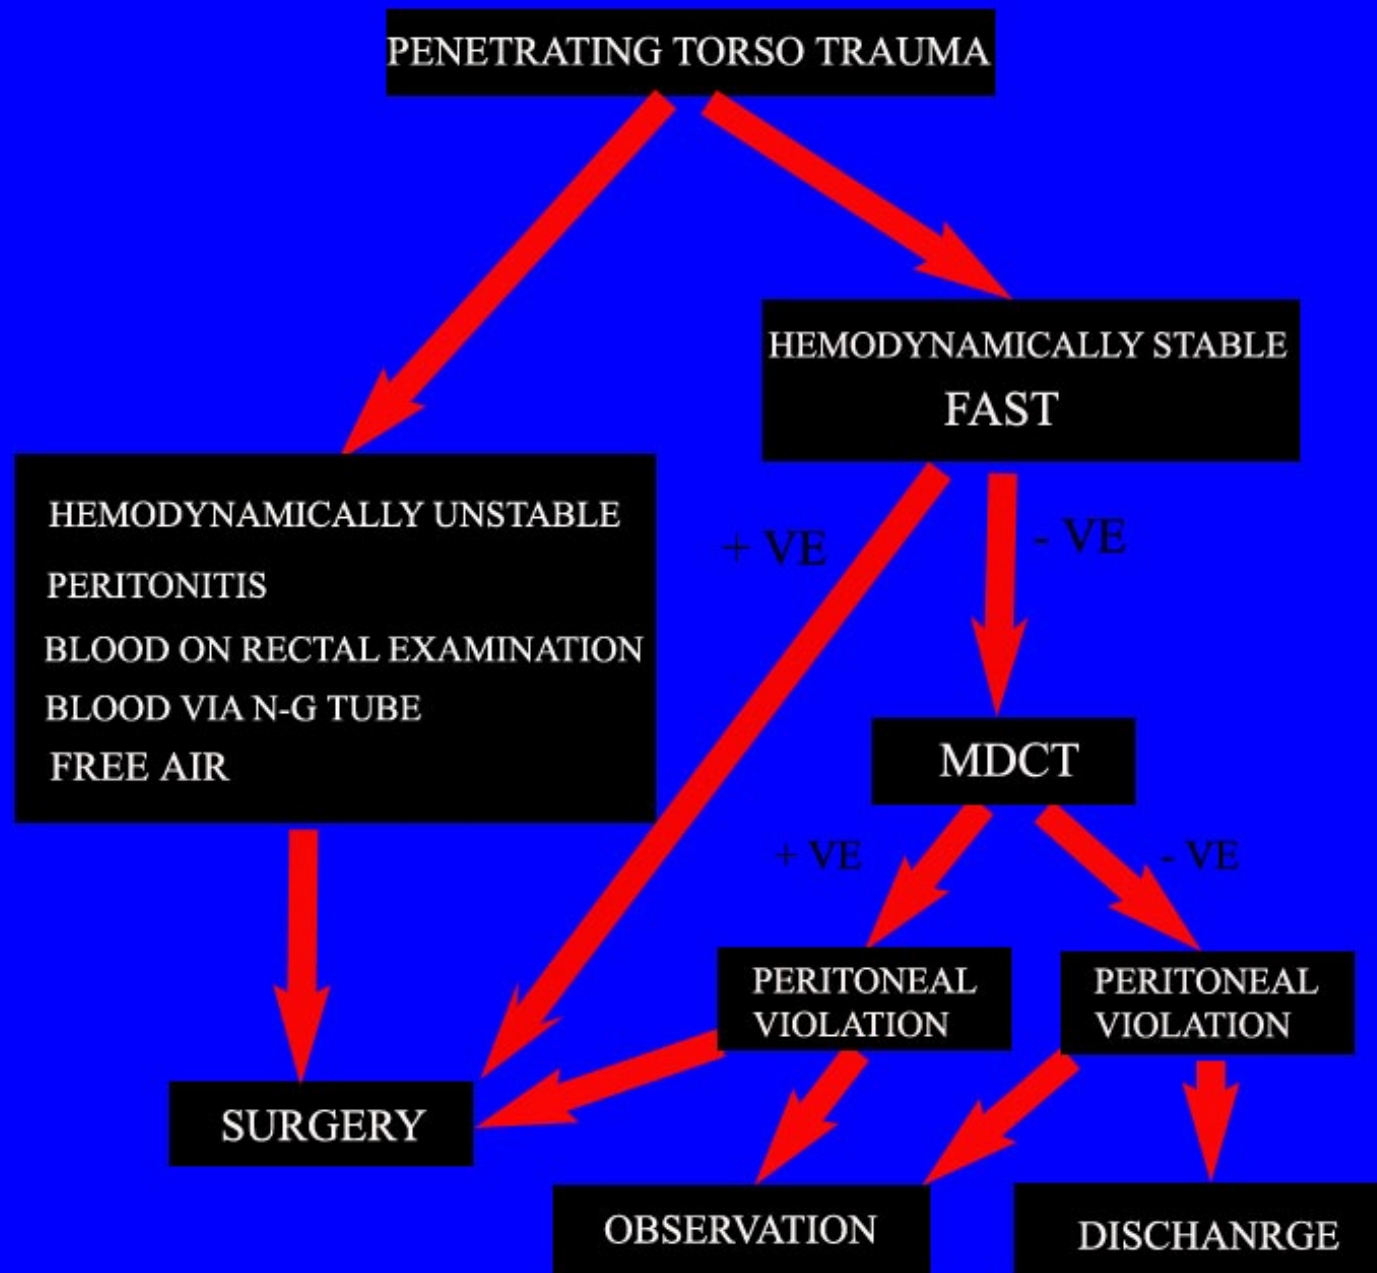 PENETRATING TORSO TRAUMA
HEMODYNAMICALLY STABLE
FAST
HEMODYNAMICALLY UNSTABLE
PERITONITIS
BLOOD ON RECTAL EXAMINATION
BLOOD VIA N-G TUBE
FREE AIR
+ VE
- VE
MDCT
+ VE
- VE
PERITONEAL
VIOLATION
PERITONEAL
VIOLATION
SURGERY
OBSERVATION
DISCHANRGE